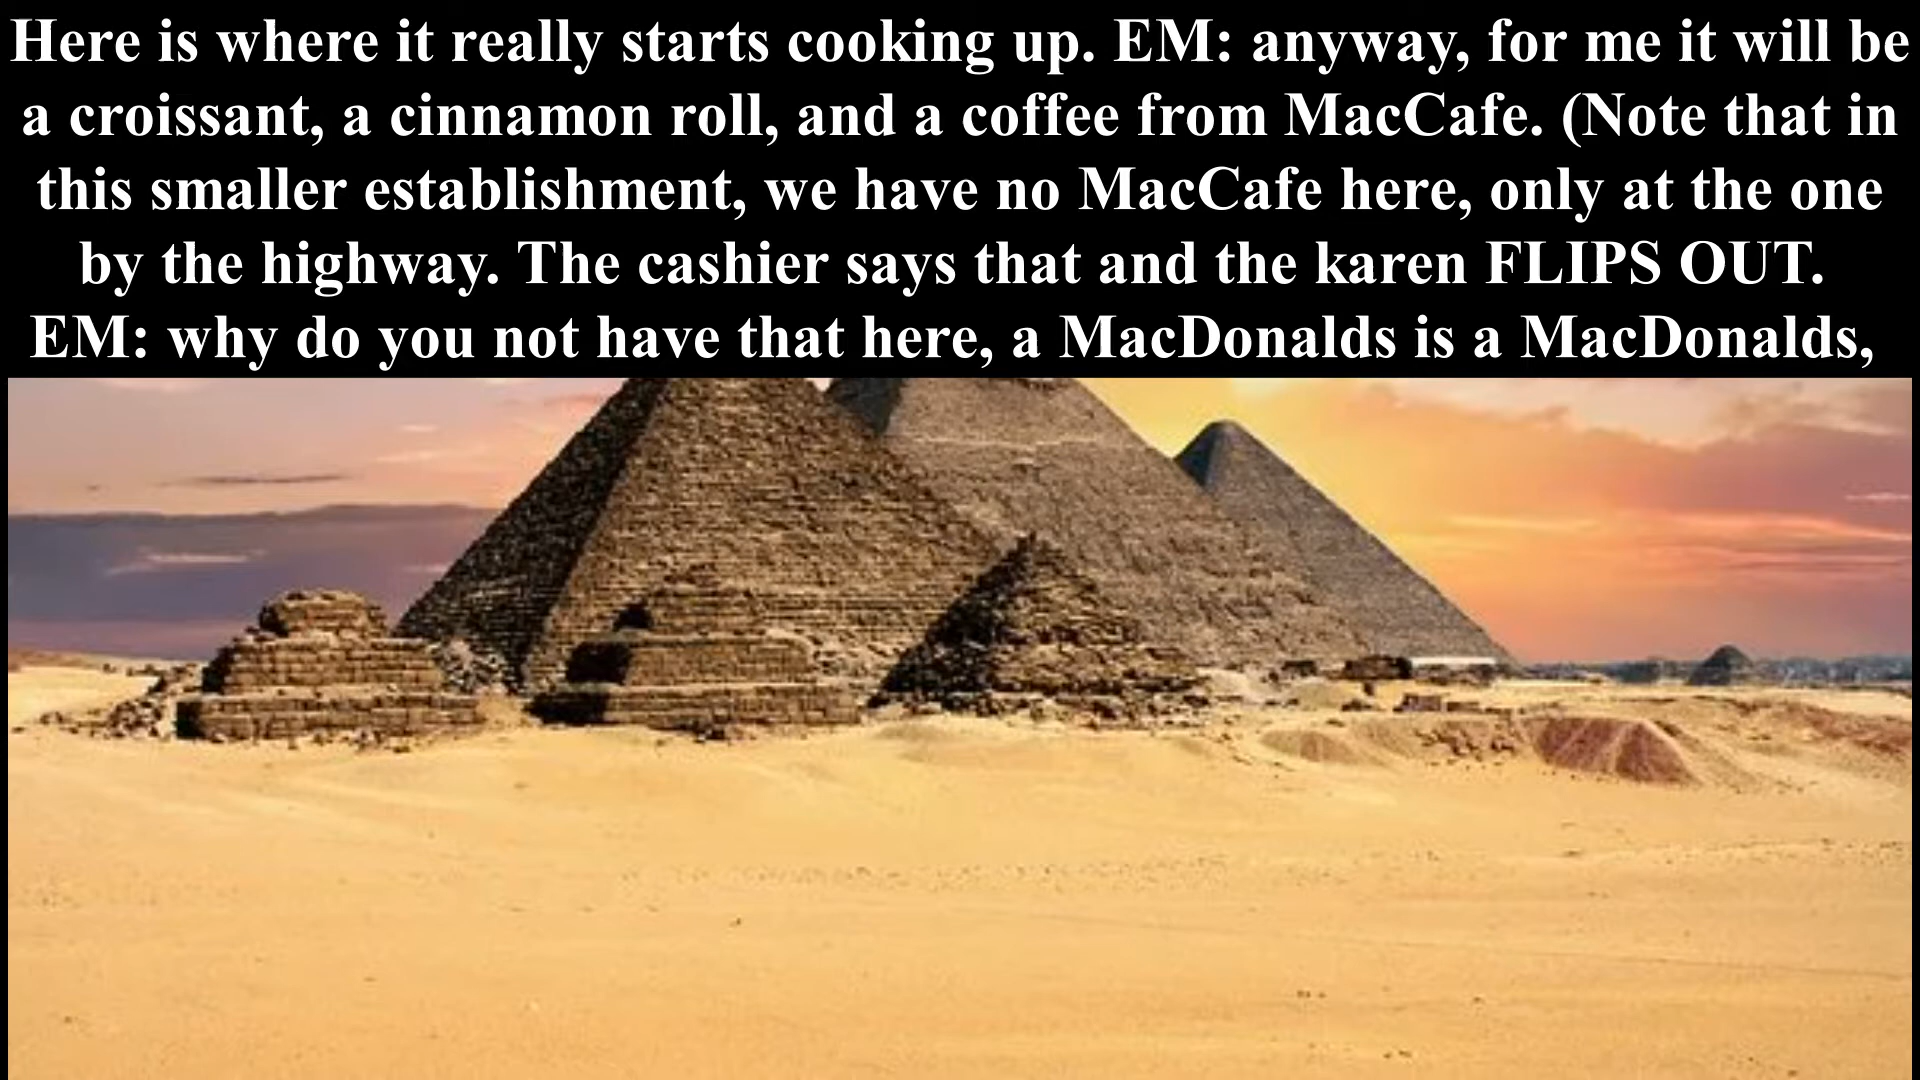 Here is where it really starts cooking up. EM: anyway, for me it will be
a croissant, a cinnamon roll, and a coffee from MacCafe. (Note that in
this smaller establishment, we have no MacCafe here, only at the one
by the highway. The cashier says that and the karen FLIPS OUT.
EM: why do you not have that here, a MacDonalds is a MacDonalds,